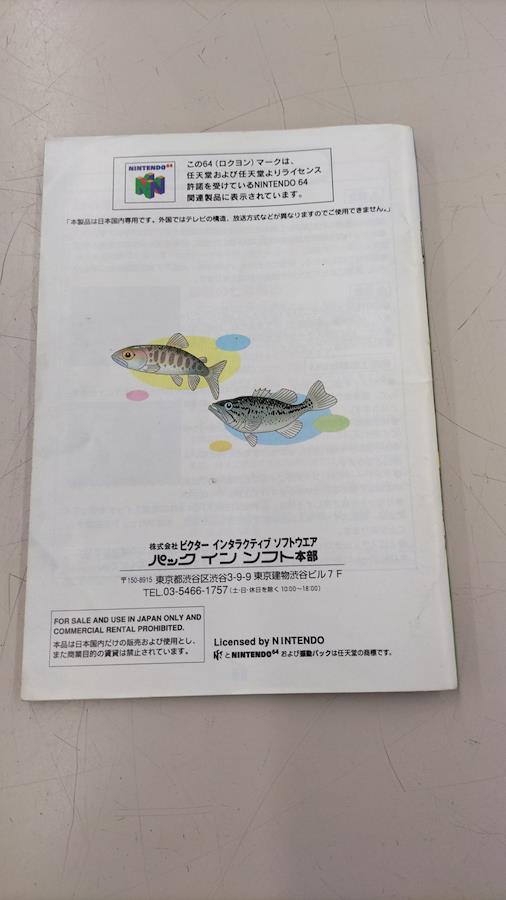 NINTENDO64
この64（ロクヨン）マークは、
任天堂および任天堂よりライセンス
許諾を受けているNINTENDO 64
関連製品に表示されています。
「本製品は日本国内専用です。外国ではテレビの構造、放送方式などが異なりますのでご使用できません。」
株式会社 ビクター インタラクティブ ソフトウエア
パック イン ソフト本部
〒150-8915 東京都渋谷区渋谷3-9-9 東京建物渋谷ビル7F
TEL.03-5466-1757（土・日・休日を除く 10:00〜18:00）
FOR SALE AND USE IN JAPAN ONLY AND
COMMERCIAL RENTAL PROHIBITED.
本品は日本国内だけの販売および使用とし、
また商業目的の賃貸は禁止されています。
Licensed by NINTENDO
とNINTENDO64および振動パックは任天堂の商標です。